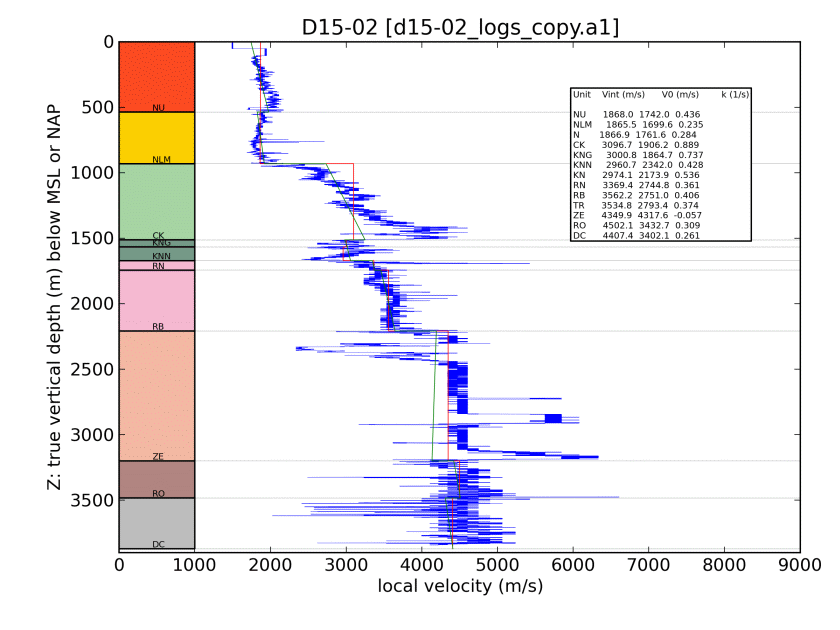 D15-02 [d15-02_logs_copy.a1]
Z: true vertical depth (m) below MSL or NAP
0
500
1000
1500
2000
2500
3000
3500
NU
NLM
CK
KNG
KNN
RN
RB
ZE
RO
DC
Unit Vint (m/s) V0 (m/s) k (1/s)
NU 1868.0 1742.0 0.436
NLM 1865.5 1699.6 0.235
N 1866.9 1761.6 0.284
CK 3096.7 1906.2 0.889
KNG 3000.8 1864.7 0.737
KNN 2960.7 2342.0 0.428
KN 2974.1 2173.9 0.536
RN 3369.4 2744.8 0.361
RB 3562.2 2751.0 0.406
TR 3534.8 2793.4 0.374
ZE 4349.9 4317.6 -0.057
RO 4502.1 3432.7 0.309
DC 4407.4 3402.1 0.261
0 1000 2000 3000 4000 5000 6000 7000 8000 9000
local velocity (m/s)